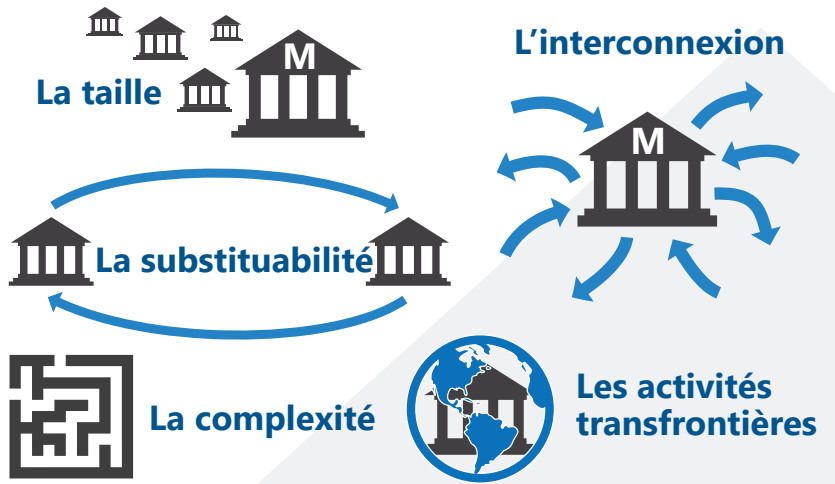 M
La taille
L’interconnexion
M
La substituabilité
La complexité
Les activités
transfrontières